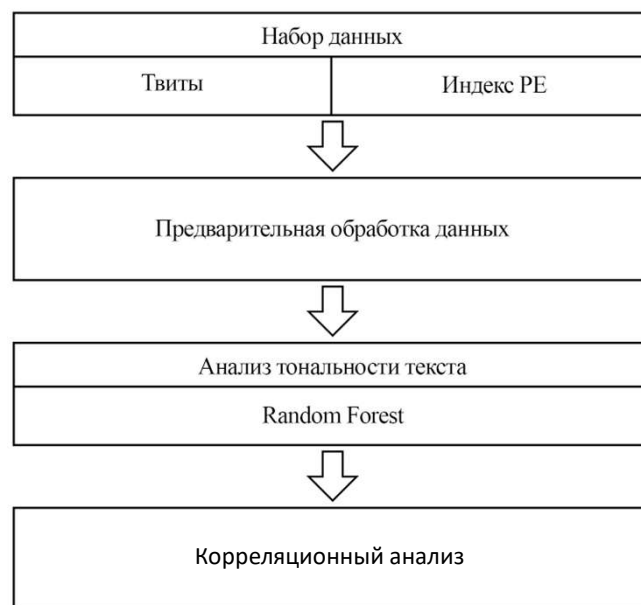 Набор данных
Твиты
Индекс PE
Предварительная обработка данных
Анализ тональности текста
Random Forest
Корреляционный анализ